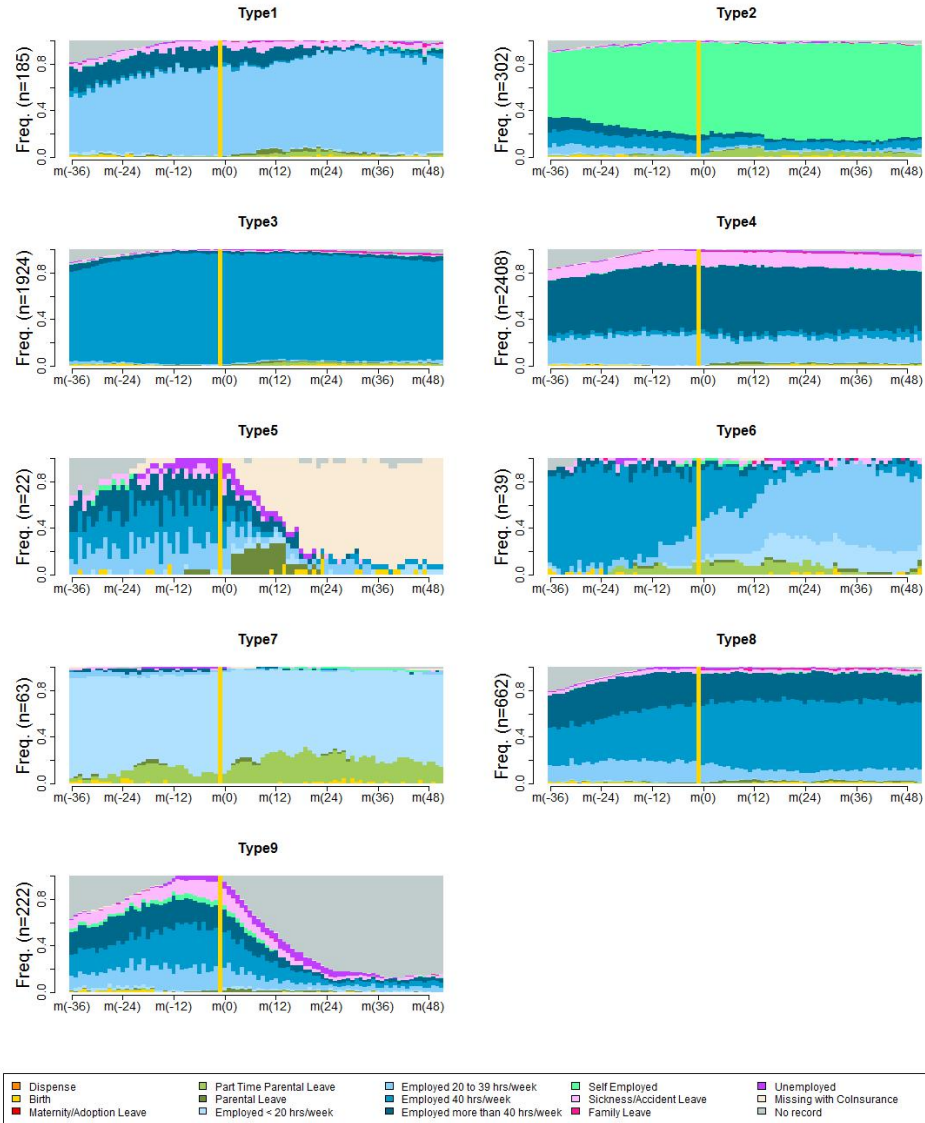 Type1
Type2
Freq. (n=185)
0.0 0.4 0.8
m(-36) m(-24) m(-12) m(0) m(12) m(24) m(36) m(48)
Freq. (n=302)
0.0 0.4 0.8
m(-36) m(-24) m(-12) m(0) m(12) m(24) m(36) m(48)
Type3
Type4
Freq. (n=1924)
0.0 0.4 0.8
m(-36) m(-24) m(-12) m(0) m(12) m(24) m(36) m(48)
Freq. (n=2408)
0.0 0.4 0.8
m(-36) m(-24) m(-12) m(0) m(12) m(24) m(36) m(48)
Type5
Type6
Freq. (n=22)
0.0 0.4 0.8
m(-36) m(-24) m(-12) m(0) m(12) m(24) m(36) m(48)
Freq. (n=39)
0.0 0.4 0.8
m(-36) m(-24) m(-12) m(0) m(12) m(24) m(36) m(48)
Type7
Type8
Freq. (n=63)
0.0 0.4 0.8
m(-36) m(-24) m(-12) m(0) m(12) m(24) m(36) m(48)
Freq. (n=662)
0.0 0.4 0.8
m(-36) m(-24) m(-12) m(0) m(12) m(24) m(36) m(48)
Type9
Freq. (n=222)
0.0 0.4 0.8
m(-36) m(-24) m(-12) m(0) m(12) m(24) m(36) m(48)
Dispense
Birth
Maternity/Adoption Leave
Part Time Parental Leave
Parental Leave
Employed < 20 hrs/week
Employed 20 to 39 hrs/week
Employed 40 hrs/week
Employed more than 40 hrs/week
Self Employed
Sickness/Accident Leave
Family Leave
Unemployed
Missing with CoInsurance
No record